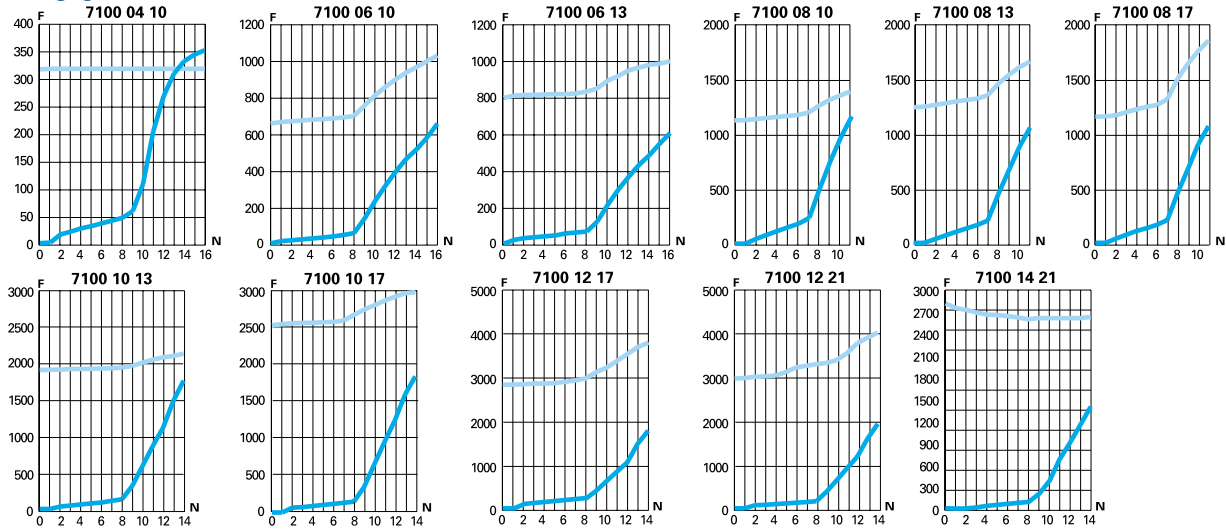 7100 04 10
F
400
350
300
250
200
150
100
50
0
0 2 4 6 8 10 12 14 16
N
7100 06 10
F
1200
1000
800
600
400
200
0
0 2 4 6 8 10 12 14 16
N
7100 06 13
F
1200
1000
800
600
400
200
0
0 2 4 6 8 10 12 14 16
N
7100 08 10
F
2000
1500
1000
500
0
0 2 4 6 8 10
N
7100 08 13
F
2000
1500
1000
500
0
0 2 4 6 8 10
N
7100 08 17
F
2000
1500
1000
500
0
0 2 4 6 8 10
N
7100 10 13
F
3000
2500
2000
1500
1000
500
0
0 2 4 6 8 10 12 14
N
7100 10 17
F
3000
2500
2000
1500
1000
500
0
0 2 4 6 8 10 12 14
N
7100 12 17
F
5000
4000
3000
2000
1000
0
0 2 4 6 8 10 12 14
N
7100 12 21
F
5000
4000
3000
2000
1000
0
0 2 4 6 8 10 12 14
N
7100 14 21
F
3000
2700
2400
2100
1800
1500
1200
900
600
300
0
0 2 4 6 8 10 12 14
N